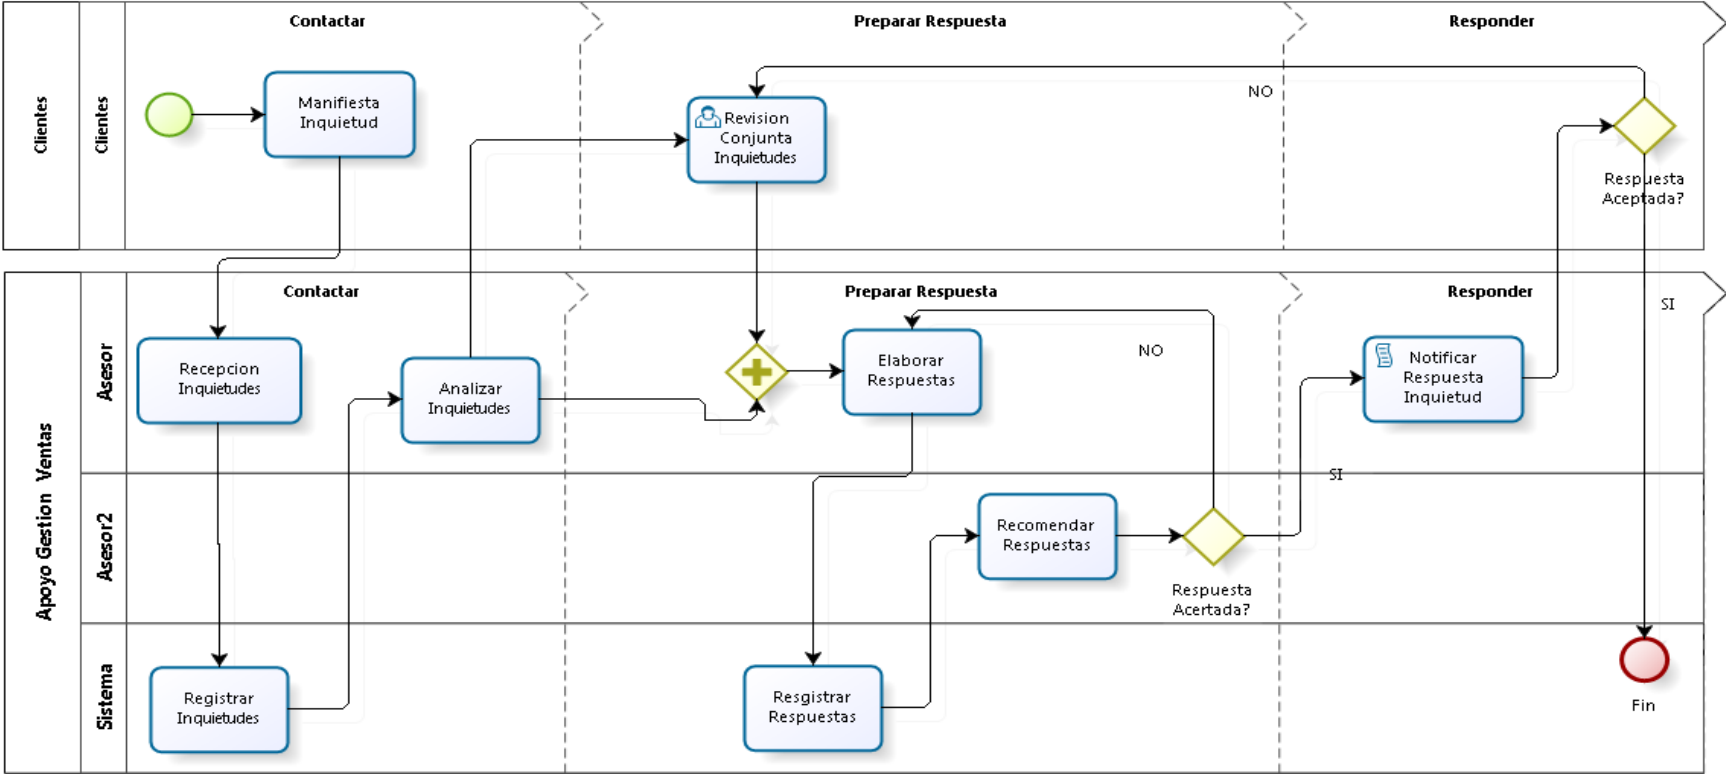 Contactar
Preparar Respuesta
Responder
Clientes
Clientes
Manifiesta
Inquietud
Revision
Conjunta
Inquietudes
NO
Respuesta
Aceptada?
Contactar
Preparar Respuesta
Responder
SI
Apoyo Gestion Ventas
Asesor
Recepcion
Inquietudes
Analizar
Inquietudes
Elaborar
Respuestas
NO
Notificar
Respuesta
Inquietud
SI
Asesor2
Recomendar
Respuestas
Respuesta
Acertada?
Sistema
Registrar
Inquietudes
Resgistrar
Respuestas
Fin